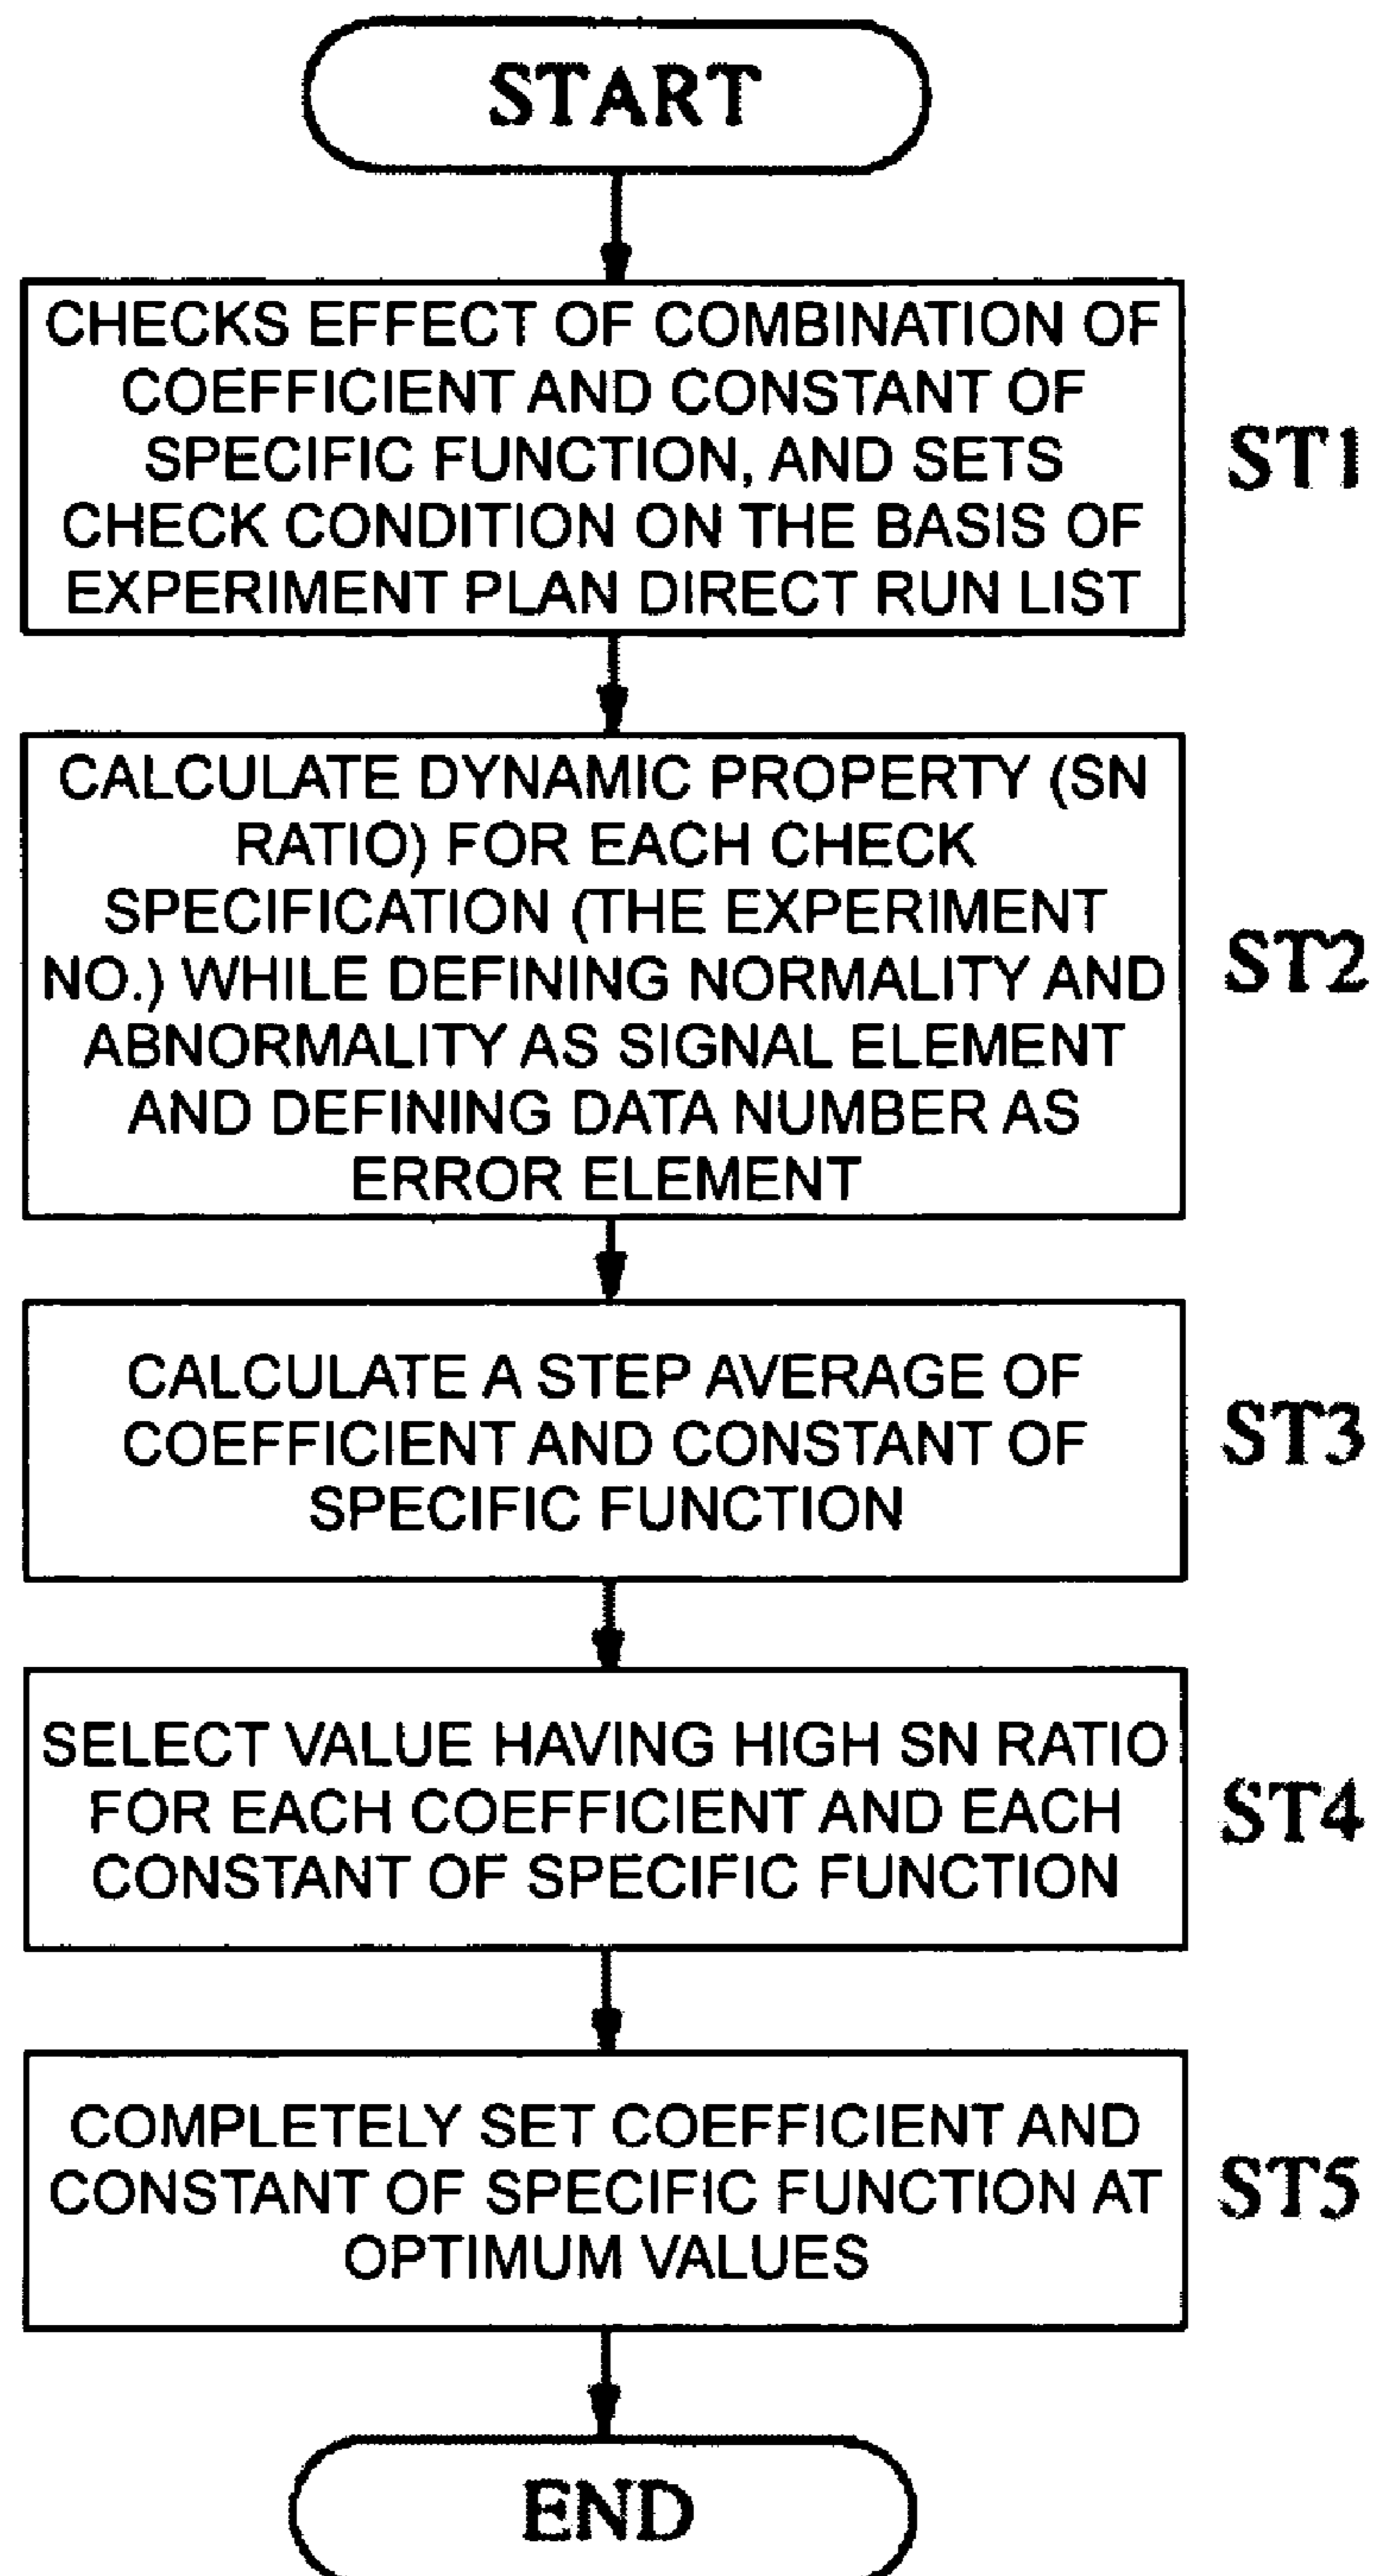 START
CHECKS EFFECT OF COMBINATION OF
COEFFICIENT AND CONSTANT OF
SPECIFIC FUNCTION, AND SETS
CHECK CONDITION ON THE BASIS OF
EXPERIMENT PLAN DIRECT RUN LIST
ST1
CALCULATE DYNAMIC PROPERTY (SN
RATIO) FOR EACH CHECK
SPECIFICATION (THE EXPERIMENT
NO.) WHILE DEFINING NORMALITY AND
ABNORMALITY AS SIGNAL ELEMENT
AND DEFINING DATA NUMBER AS
ERROR ELEMENT
ST2
CALCULATE A STEP AVERAGE OF
COEFFICIENT AND CONSTANT OF
SPECIFIC FUNCTION
ST3
SELECT VALUE HAVING HIGH SN RATIO
FOR EACH COEFFICIENT AND EACH
CONSTANT OF SPECIFIC FUNCTION
ST4
COMPLETELY SET COEFFICIENT AND
CONSTANT OF SPECIFIC FUNCTION AT
OPTIMUM VALUES
ST5
END